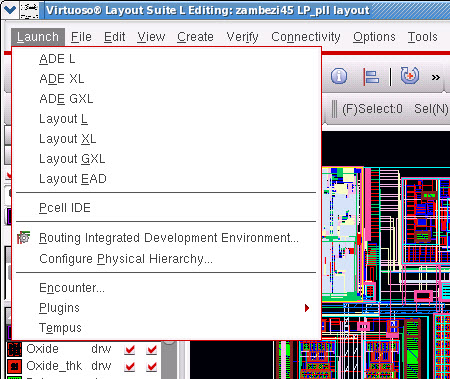 Virtuoso® Layout Suite L Editing: zambezi45 LP_pll layout
Launch File Edit View Create Verify Connectivity Options Tools
ADE L
ADE XL
ADE GXL
(F)Select:0 Sel(N)
Layout L
Layout XL
Layout GXL
Layout EAD
Pcell IDE
Routing Integrated Development Environment...
Configure Physical Hierarchy...
Encounter...
Plugins
Tempus
Oxide drw
Oxide_thk drw